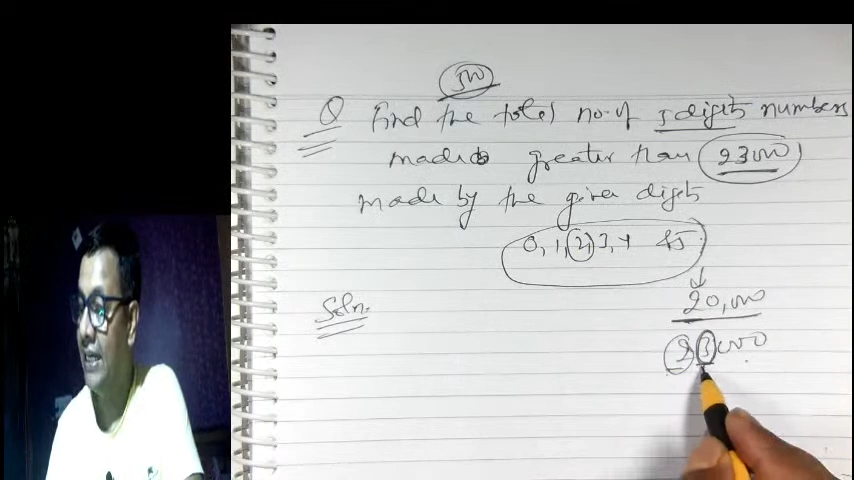 500
Q Find the total no. of 5 digits numbers
made greater than 23000
made by the given digits
0, 1, 2, 3, 4 & 5
Soln.
20,000
23000